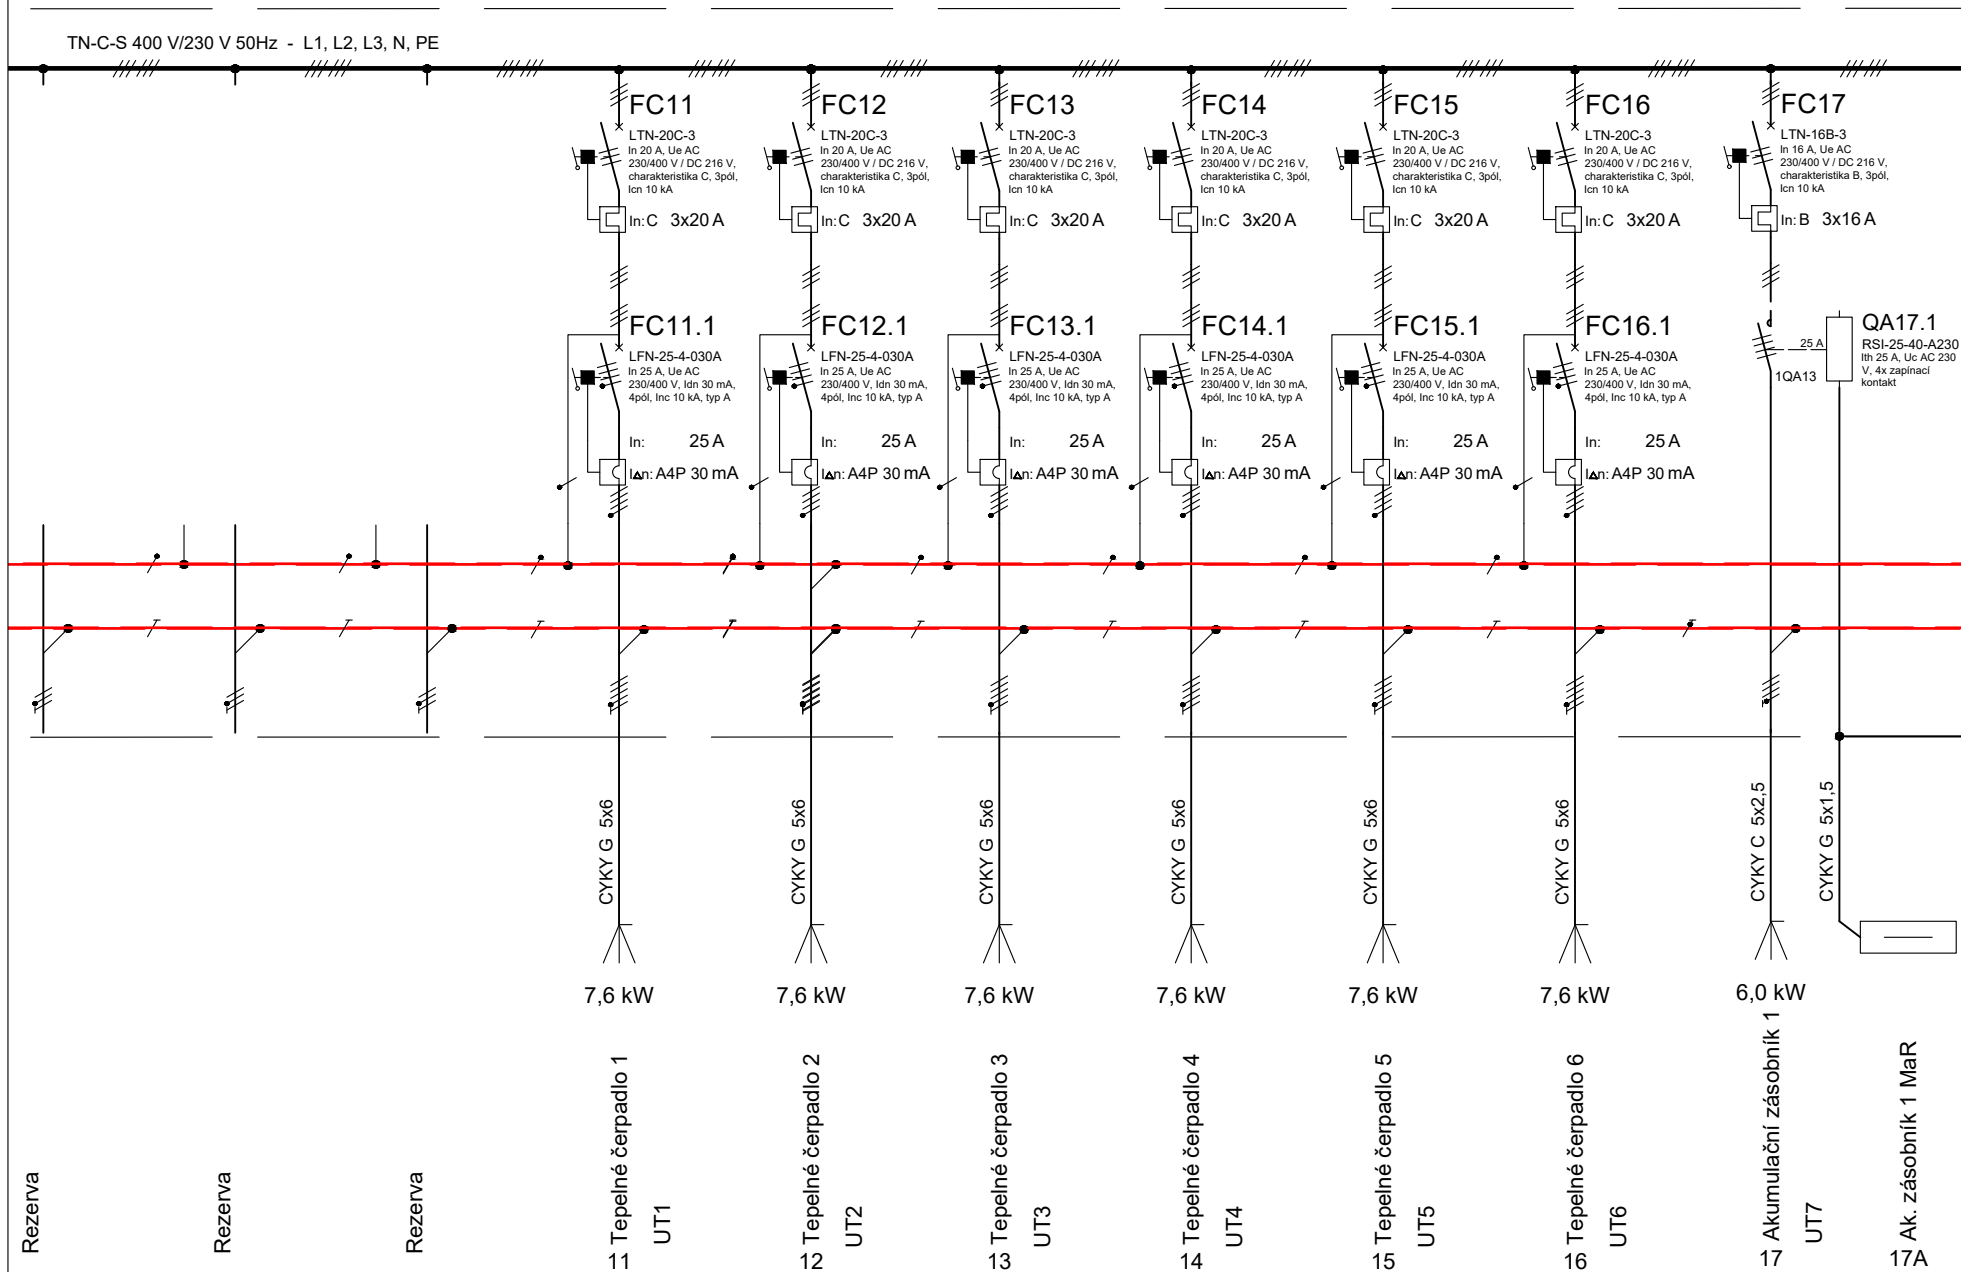 TN-C-S 400 V/230 V 50Hz - L1, L2, L3, N, PE
FC11
LTN-20C-3
In 20 A, Ue AC
230/400 V / DC 216 V,
charakteristika C, 3pól,
Icn 10 kA
In: C 3x20 A
FC12
LTN-20C-3
In 20 A, Ue AC
230/400 V / DC 216 V,
charakteristika C, 3pól,
Icn 10 kA
In: C 3x20 A
FC13
LTN-20C-3
In 20 A, Ue AC
230/400 V / DC 216 V,
charakteristika C, 3pól,
Icn 10 kA
In: C 3x20 A
FC14
LTN-20C-3
In 20 A, Ue AC
230/400 V / DC 216 V,
charakteristika C, 3pól,
Icn 10 kA
In: C 3x20 A
FC15
LTN-20C-3
In 20 A, Ue AC
230/400 V / DC 216 V,
charakteristika C, 3pól,
Icn 10 kA
In: C 3x20 A
FC16
LTN-20C-3
In 20 A, Ue AC
230/400 V / DC 216 V,
charakteristika C, 3pól,
Icn 10 kA
In: C 3x20 A
FC17
LTN-16B-3
In 16 A, Ue AC
230/400 V / DC 216 V,
charakteristika B, 3pól,
Icn 10 kA
In: B 3x16 A
FC11.1
LFN-25-4-030A
In 25 A, Ue AC
230/400 V, Idn 30 mA,
4pól, Inc 10 kA, typ A
In: 25 A
IΔn: A4P 30 mA
FC12.1
LFN-25-4-030A
In 25 A, Ue AC
230/400 V, Idn 30 mA,
4pól, Inc 10 kA, typ A
In: 25 A
IΔn: A4P 30 mA
FC13.1
LFN-25-4-030A
In 25 A, Ue AC
230/400 V, Idn 30 mA,
4pól, Inc 10 kA, typ A
In: 25 A
IΔn: A4P 30 mA
FC14.1
LFN-25-4-030A
In 25 A, Ue AC
230/400 V, Idn 30 mA,
4pól, Inc 10 kA, typ A
In: 25 A
IΔn: A4P 30 mA
FC15.1
LFN-25-4-030A
In 25 A, Ue AC
230/400 V, Idn 30 mA,
4pól, Inc 10 kA, typ A
In: 25 A
IΔn: A4P 30 mA
FC16.1
LFN-25-4-030A
In 25 A, Ue AC
230/400 V, Idn 30 mA,
4pól, Inc 10 kA, typ A
In: 25 A
IΔn: A4P 30 mA
25 A
1QA13
QA17.1
RSI-25-40-A230
Ith 25 A, Uc AC 230
V, 4x zapínací
kontakt
CYKY G 5x6
CYKY G 5x6
CYKY G 5x6
CYKY G 5x6
CYKY G 5x6
CYKY G 5x6
CYKY C 5x2,5
CYKY G 5x1,5
7,6 kW
7,6 kW
7,6 kW
7,6 kW
7,6 kW
7,6 kW
6,0 kW
Rezerva
Rezerva
Rezerva
Tepelné čerpadlo 1
UT1
11
Tepelné čerpadlo 2
UT2
12
Tepelné čerpadlo 3
UT3
13
Tepelné čerpadlo 4
UT4
14
Tepelné čerpadlo 5
UT5
15
Tepelné čerpadlo 6
UT6
16
Akumulační zásobník 1
UT7
17
Ak. zásobník 1 MaR
17A